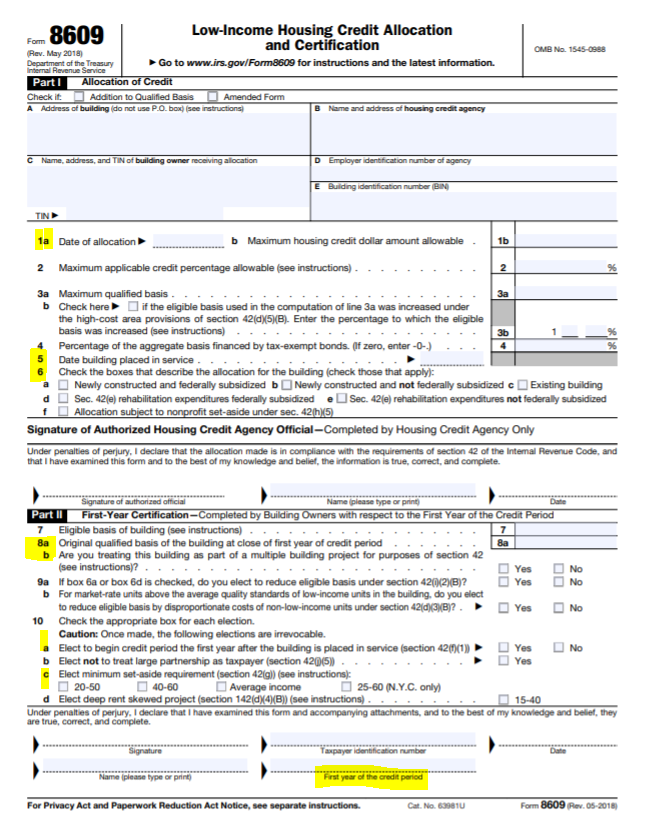 Form 8609
(Rev. May 2018)
Department of the Treasury
Internal Revenue Service
Low-Income Housing Credit Allocation
and Certification
▶ Go to www.irs.gov/Form8609 for instructions and the latest information.
OMB No. 1545-0988
Part I Allocation of Credit
Check if: Addition to Qualified Basis Amended Form
A Address of building (do not use P.O. box) (see instructions)
B Name and address of housing credit agency
C Name, address, and TIN of building owner receiving allocation
D Employer identification number of agency
E Building identification number (BIN)
TIN ▶
1a Date of allocation ▶ b Maximum housing credit dollar amount allowable . 1b
2 Maximum applicable credit percentage allowable (see instructions) . . . . . . . . . . 2 %
3a Maximum qualified basis . . . . . . . . . . . . . . . . . . . . . . . 3a
b Check here ▶ if the eligible basis used in the computation of line 3a was increased under
the high-cost area provisions of section 42(d)(5)(B). Enter the percentage to which the eligible
basis was increased (see instructions) . . . . . . . . . . . . . . . . . . 3b 1 %
4 Percentage of the aggregate basis financed by tax-exempt bonds. (If zero, enter -0-.) . . . . 4 %
5 Date building placed in service . . . . . . . . . . . . . . . ▶
6 Check the boxes that describe the allocation for the building (check those that apply):
a Newly constructed and federally subsidized b Newly constructed and not federally subsidized c Existing building
d Sec. 42(e) rehabilitation expenditures federally subsidized e Sec. 42(e) rehabilitation expenditures not federally subsidized
f Allocation subject to nonprofit set-aside under sec. 42(h)(5)
Signature of Authorized Housing Credit Agency Official—Completed by Housing Credit Agency Only
Under penalties of perjury, I declare that the allocation made is in compliance with the requirements of section 42 of the Internal Revenue Code, and
that I have examined this form and to the best of my knowledge and belief, the information is true, correct, and complete.
Signature of authorized official Name (please type or print) Date
Part II First-Year Certification—Completed by Building Owners with respect to the First Year of the Credit Period
7 Eligible basis of building (see instructions) . . . . . . . . . . . . . . . . . 7
8a Original qualified basis of the building at close of first year of credit period . . . . . . . 8a
b Are you treating this building as part of a multiple building project for purposes of section 42
(see instructions)? . . . . . . . . . . . . . . . . . . . . . . . . Yes No
9a If box 6a or box 6d is checked, do you elect to reduce eligible basis under section 42(i)(2)(B)? Yes No
b For market-rate units above the average quality standards of low-income units in the building, do you elect
to reduce eligible basis by disproportionate costs of non-low-income units under section 42(d)(3)(B)? . ▶ Yes No
10 Check the appropriate box for each election.
Caution: Once made, the following elections are irrevocable.
a Elect to begin credit period the first year after the building is placed in service (section 42(f)(1)) ▶ Yes No
b Elect not to treat large partnership as taxpayer (section 42(j)(5)) . . . . . . . . . . ▶ Yes
c Elect minimum set-aside requirement (section 42(g)) (see instructions):
20-50 40-60 Average income 25-60 (N.Y.C. only)
d Elect deep rent skewed project (section 142(d)(4)(B)) (see instructions) . . . . . . . . 15-40
Under penalties of perjury, I declare that I have examined this form and accompanying attachments, and to the best of my knowledge and belief, they
are true, correct, and complete.
Signature Taxpayer identification number Date
Name (please type or print) First year of the credit period
For Privacy Act and Paperwork Reduction Act Notice, see separate instructions. Cat. No. 63981U Form 8609 (Rev. 05-2018)